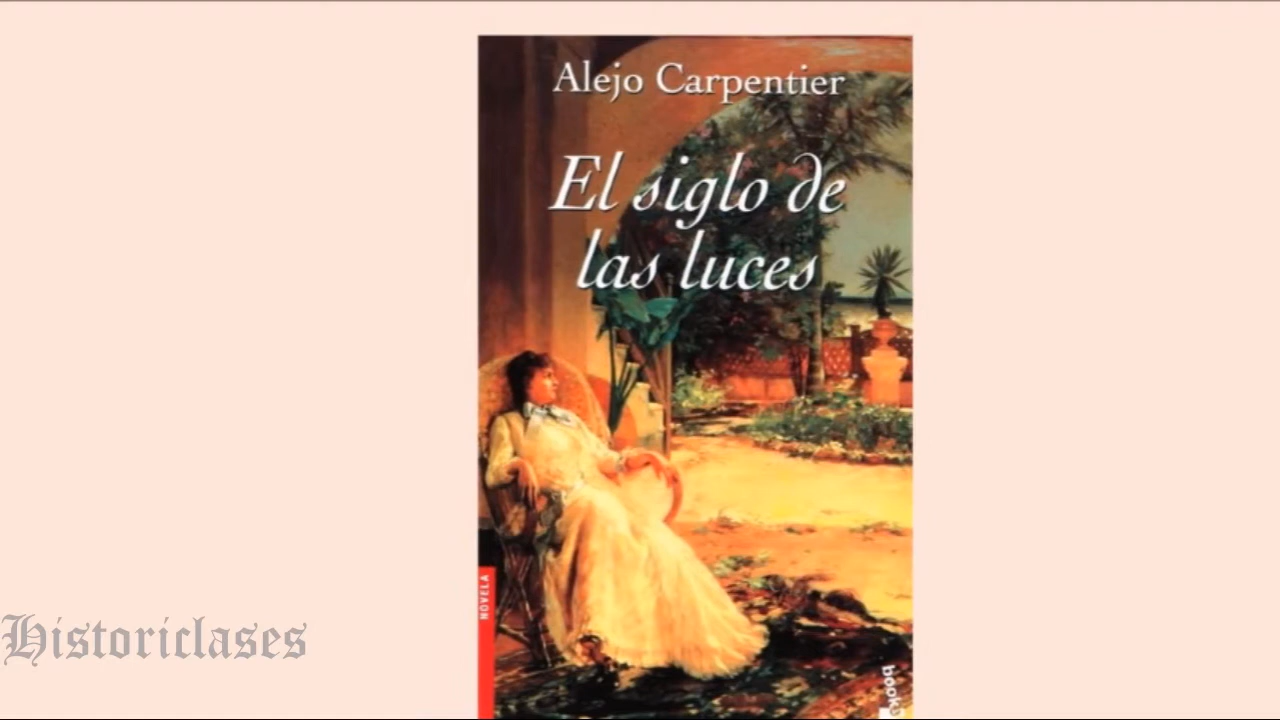 Alejo Carpentier
El siglo de
las luces
NOVELA
Historiclases